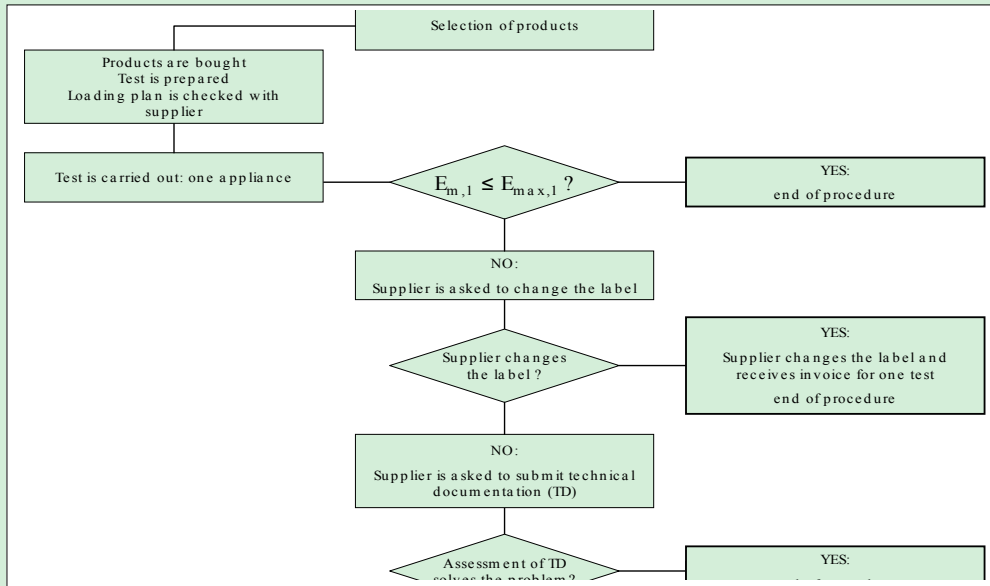 Selection of products
Products are bought
Test is prepared
Loading plan is checked with
supplier
Test is carried out: one appliance
Em,1 ≤ Emax,1 ?
YES:
end of procedure
NO:
Supplier is asked to change the label
Supplier changes
the label ?
YES:
Supplier changes the label and
receives invoice for one test
end of procedure
NO:
Supplier is asked to submit technical
documentation (TD)
Assessment of TD
solves the problem?
YES: